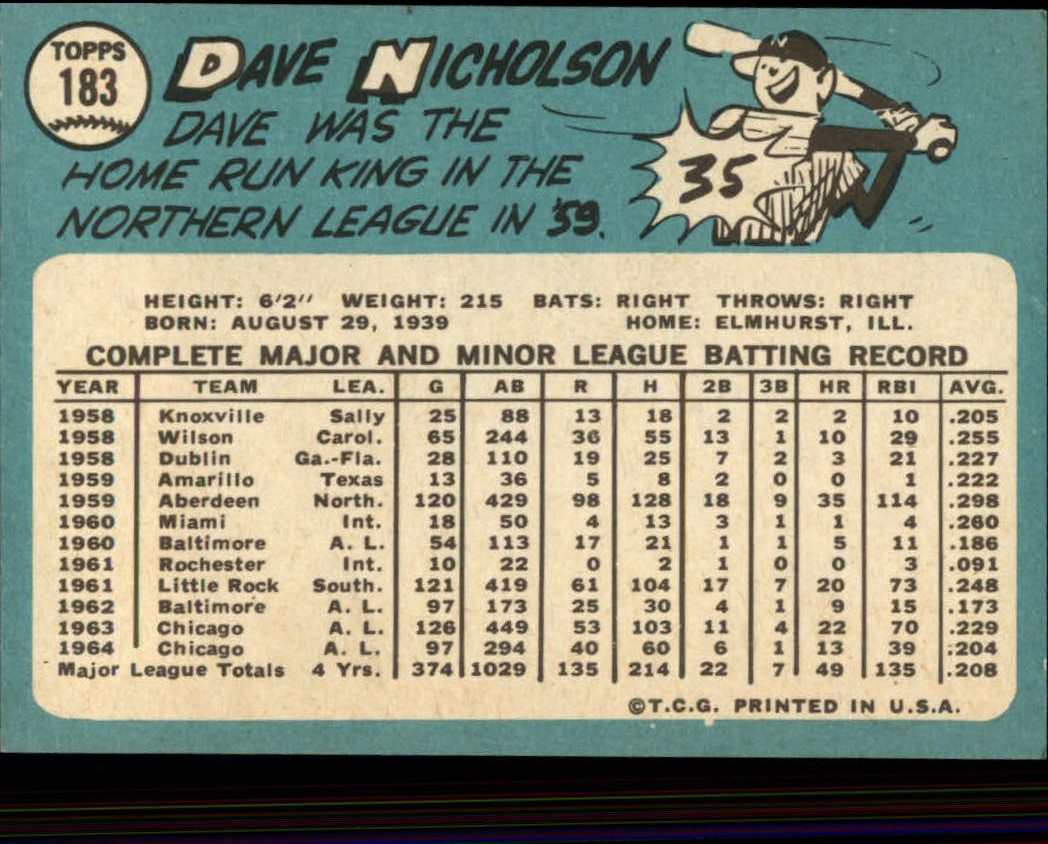 TOPPS
183
DAVE NICHOLSON
DAVE WAS THE
HOME RUN KING IN THE
NORTHERN LEAGUE IN '59.
35
HEIGHT: 6'2" WEIGHT: 215 BATS: RIGHT THROWS: RIGHT
BORN: AUGUST 29, 1939 HOME: ELMHURST, ILL.
COMPLETE MAJOR AND MINOR LEAGUE BATTING RECORD
YEAR TEAM LEA. G AB R H 2B 3B HR RBI AVG.
1958 Knoxville Sally 25 88 13 18 2 2 2 10 .205
1958 Wilson Carol. 65 244 36 55 13 1 10 29 .255
1958 Dublin Ga.-Fla. 28 110 19 25 7 2 3 21 .227
1959 Amarillo Texas 13 36 5 8 2 0 0 1 .222
1959 Aberdeen North. 120 429 98 128 18 9 35 114 .298
1960 Miami Int. 18 50 4 13 3 1 1 4 .260
1960 Baltimore A. L. 54 113 17 21 1 1 5 11 .186
1961 Rochester Int. 10 22 0 2 1 0 0 3 .091
1961 Little Rock South. 121 419 61 104 17 7 20 73 .248
1962 Baltimore A. L. 97 173 25 30 4 1 9 15 .173
1963 Chicago A. L. 126 449 53 103 11 4 22 70 .229
1964 Chicago A. L. 97 294 40 60 6 1 13 39 .204
Major League Totals 4 Yrs. 374 1029 135 214 22 7 49 135 .208
©T.C.G. PRINTED IN U.S.A.